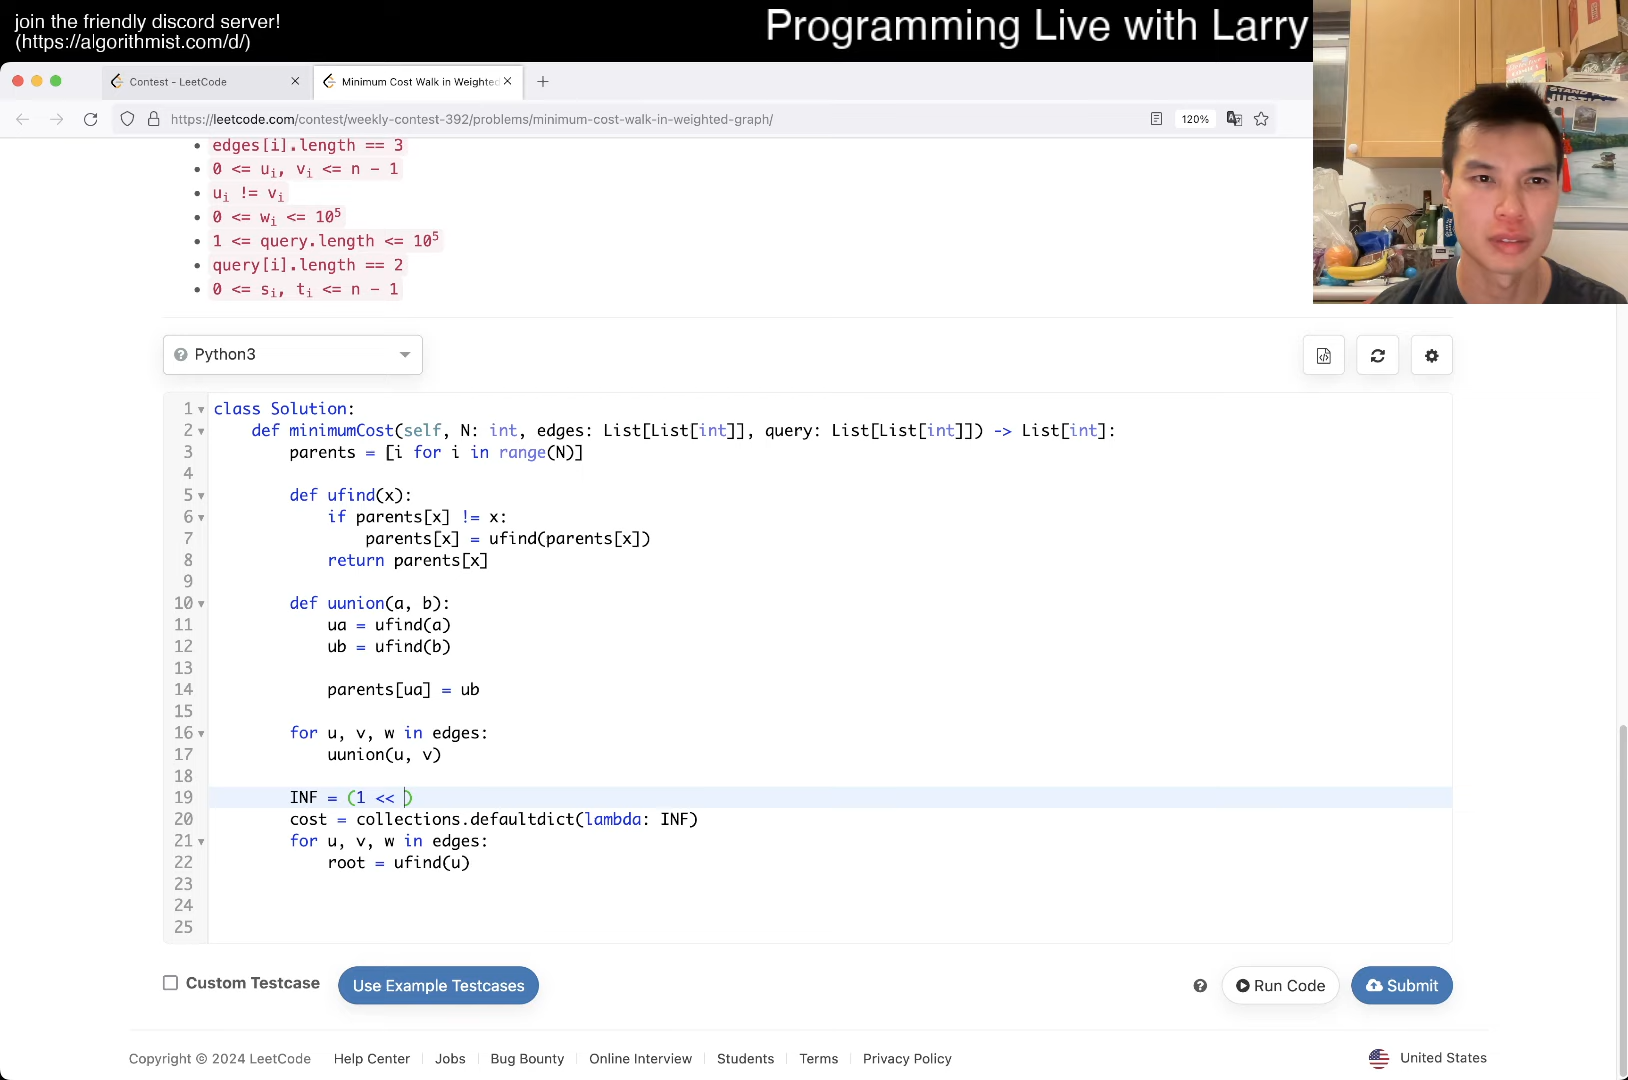 join the friendly discord server!
(https://algorithmist.com/d/)
Programming Live with Larry
Contest - LeetCode
Minimum Cost Walk in Weighted
https://leetcode.com/contest/weekly-contest-392/problems/minimum-cost-walk-in-weighted-graph/
120%
edges[i].length == 3
0 <= ui, vi <= n - 1
ui != vi
0 <= wi <= 10^5
1 <= query.length <= 10^5
query[i].length == 2
0 <= si, ti <= n - 1
Python3
1 class Solution:
2 def minimumCost(self, N: int, edges: List[List[int]], query: List[List[int]]) -> List[int]:
3 parents = [i for i in range(N)]
4
5 def ufind(x):
6 if parents[x] != x:
7 parents[x] = ufind(parents[x])
8 return parents[x]
9
10 def uunion(a, b):
11 ua = ufind(a)
12 ub = ufind(b)
13
14 parents[ua] = ub
15
16 for u, v, w in edges:
17 uunion(u, v)
18
19 INF = (1 << )
20 cost = collections.defaultdict(lambda: INF)
21 for u, v, w in edges:
22 root = ufind(u)
23
24
25
Custom Testcase
Use Example Testcases
Run Code
Submit
Copyright © 2024 LeetCode
Help Center
Jobs
Bug Bounty
Online Interview
Students
Terms
Privacy Policy
United States